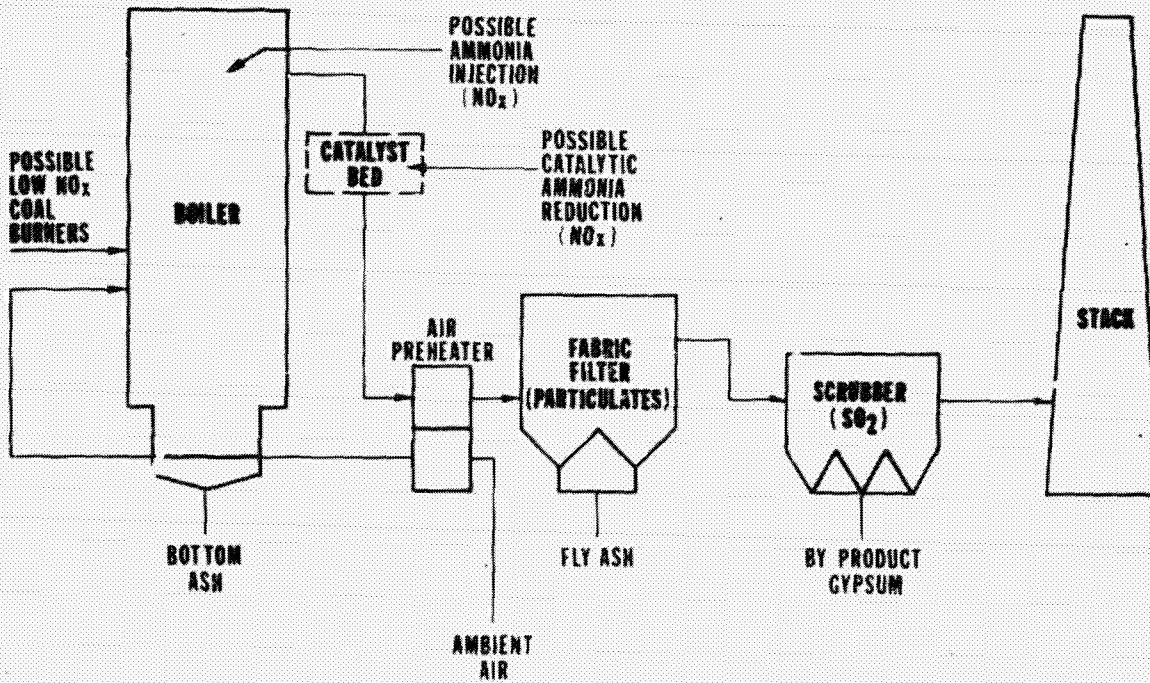 POSSIBLE
AMMONIA
INJECTION
(NOx)
POSSIBLE
LOW NOx
COAL
BURNERS
BOILER
CATALYST
BED
POSSIBLE
CATALYTIC
AMMONIA
REDUCTION
(NOx)
AIR
PREHEATER
FABRIC
FILTER
(PARTICULATES)
SCRUBBER
(SO2)
STACK
BOTTOM
ASH
FLY ASH
BY PRODUCT
GYPSUM
AMBIENT
AIR